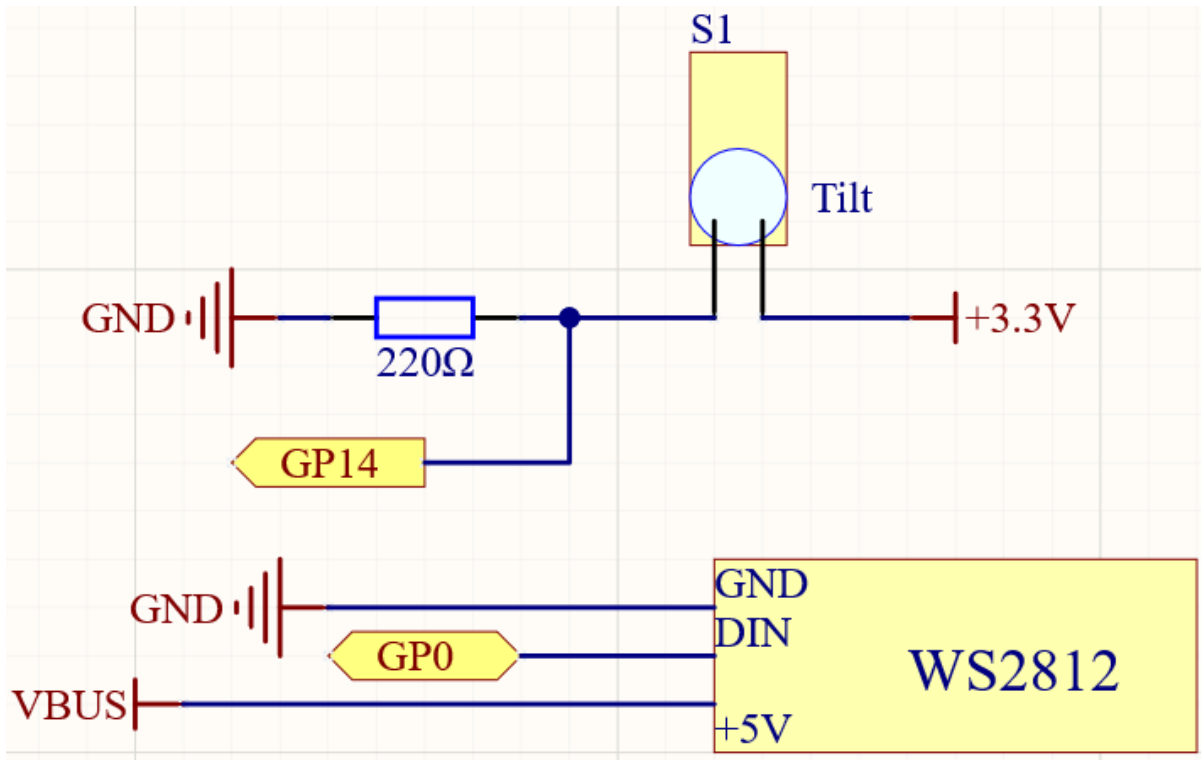 S1
Tilt
GND
+3.3V
220Ω
GP14
GND
GND
DIN
GP0
WS2812
VBUS
+5V